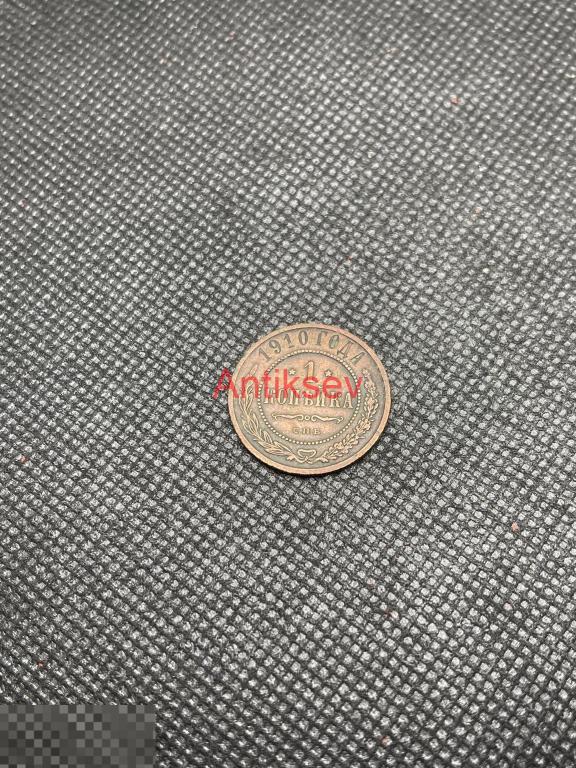 1910 ГОДА
* 1 *
Antiksev
КОПѢЙКА
С.П.Б.